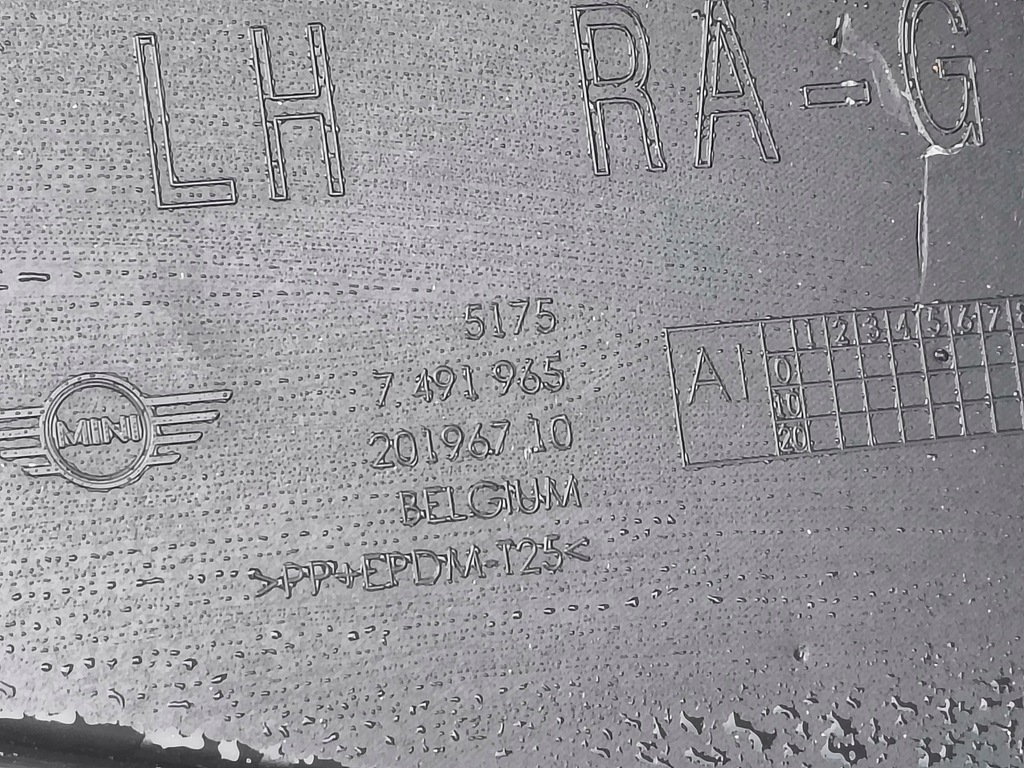 LH RA-G
5175
7 491 965
201967 10
BELGIUM
>PP+EPDM-T25<
MINI
AI
1 2 3 4 5 6 7
0
10
20